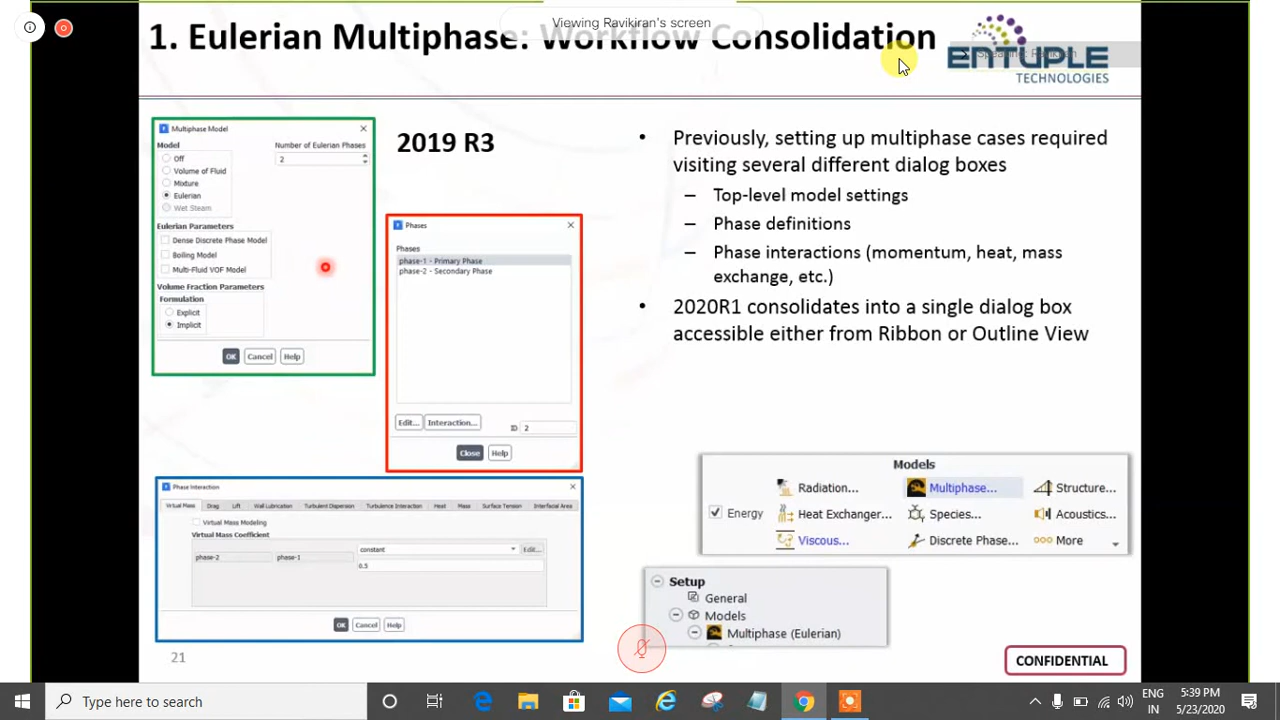 Viewing Ravikiran's screen
1. Eulerian Multiphase: Workflow Consolidation
ENTUPLE
TECHNOLOGIES
2019 R3
Multiphase Model
Model
Number of Eulerian Phases
Off
2
Volume of Fluid
Mixture
Eulerian
Wet Steam
Eulerian Parameters
Dense Discrete Phase Model
Boiling Model
Multi-Fluid VOF Model
Volume Fraction Parameters
Formulation
Explicit
Implicit
OK Cancel Help
Phases
Phases
phase-1 - Primary Phase
phase-2 - Secondary Phase
Edit... Interaction... ID 2
Close Help
Phase Interaction
Virtual Mass Drag Lift Wall Lubrication Turbulent Dispersion Turbulence Interaction Heat Mass Surface Tension Interfacial Area
Virtual Mass Modeling
Virtual Mass Coefficient
phase-2 phase-1 constant Edit...
0.5
OK Cancel Help
• Previously, setting up multiphase cases required
visiting several different dialog boxes
– Top-level model settings
– Phase definitions
– Phase interactions (momentum, heat, mass
exchange, etc.)
• 2020R1 consolidates into a single dialog box
accessible either from Ribbon or Outline View
Models
Radiation... Multiphase... Structure...
Energy Heat Exchanger... Species... Acoustics...
Viscous... Discrete Phase... More
Setup
General
Models
Multiphase (Eulerian)
21
CONFIDENTIAL
Type here to search
ENG
IN
5:39 PM
5/23/2020